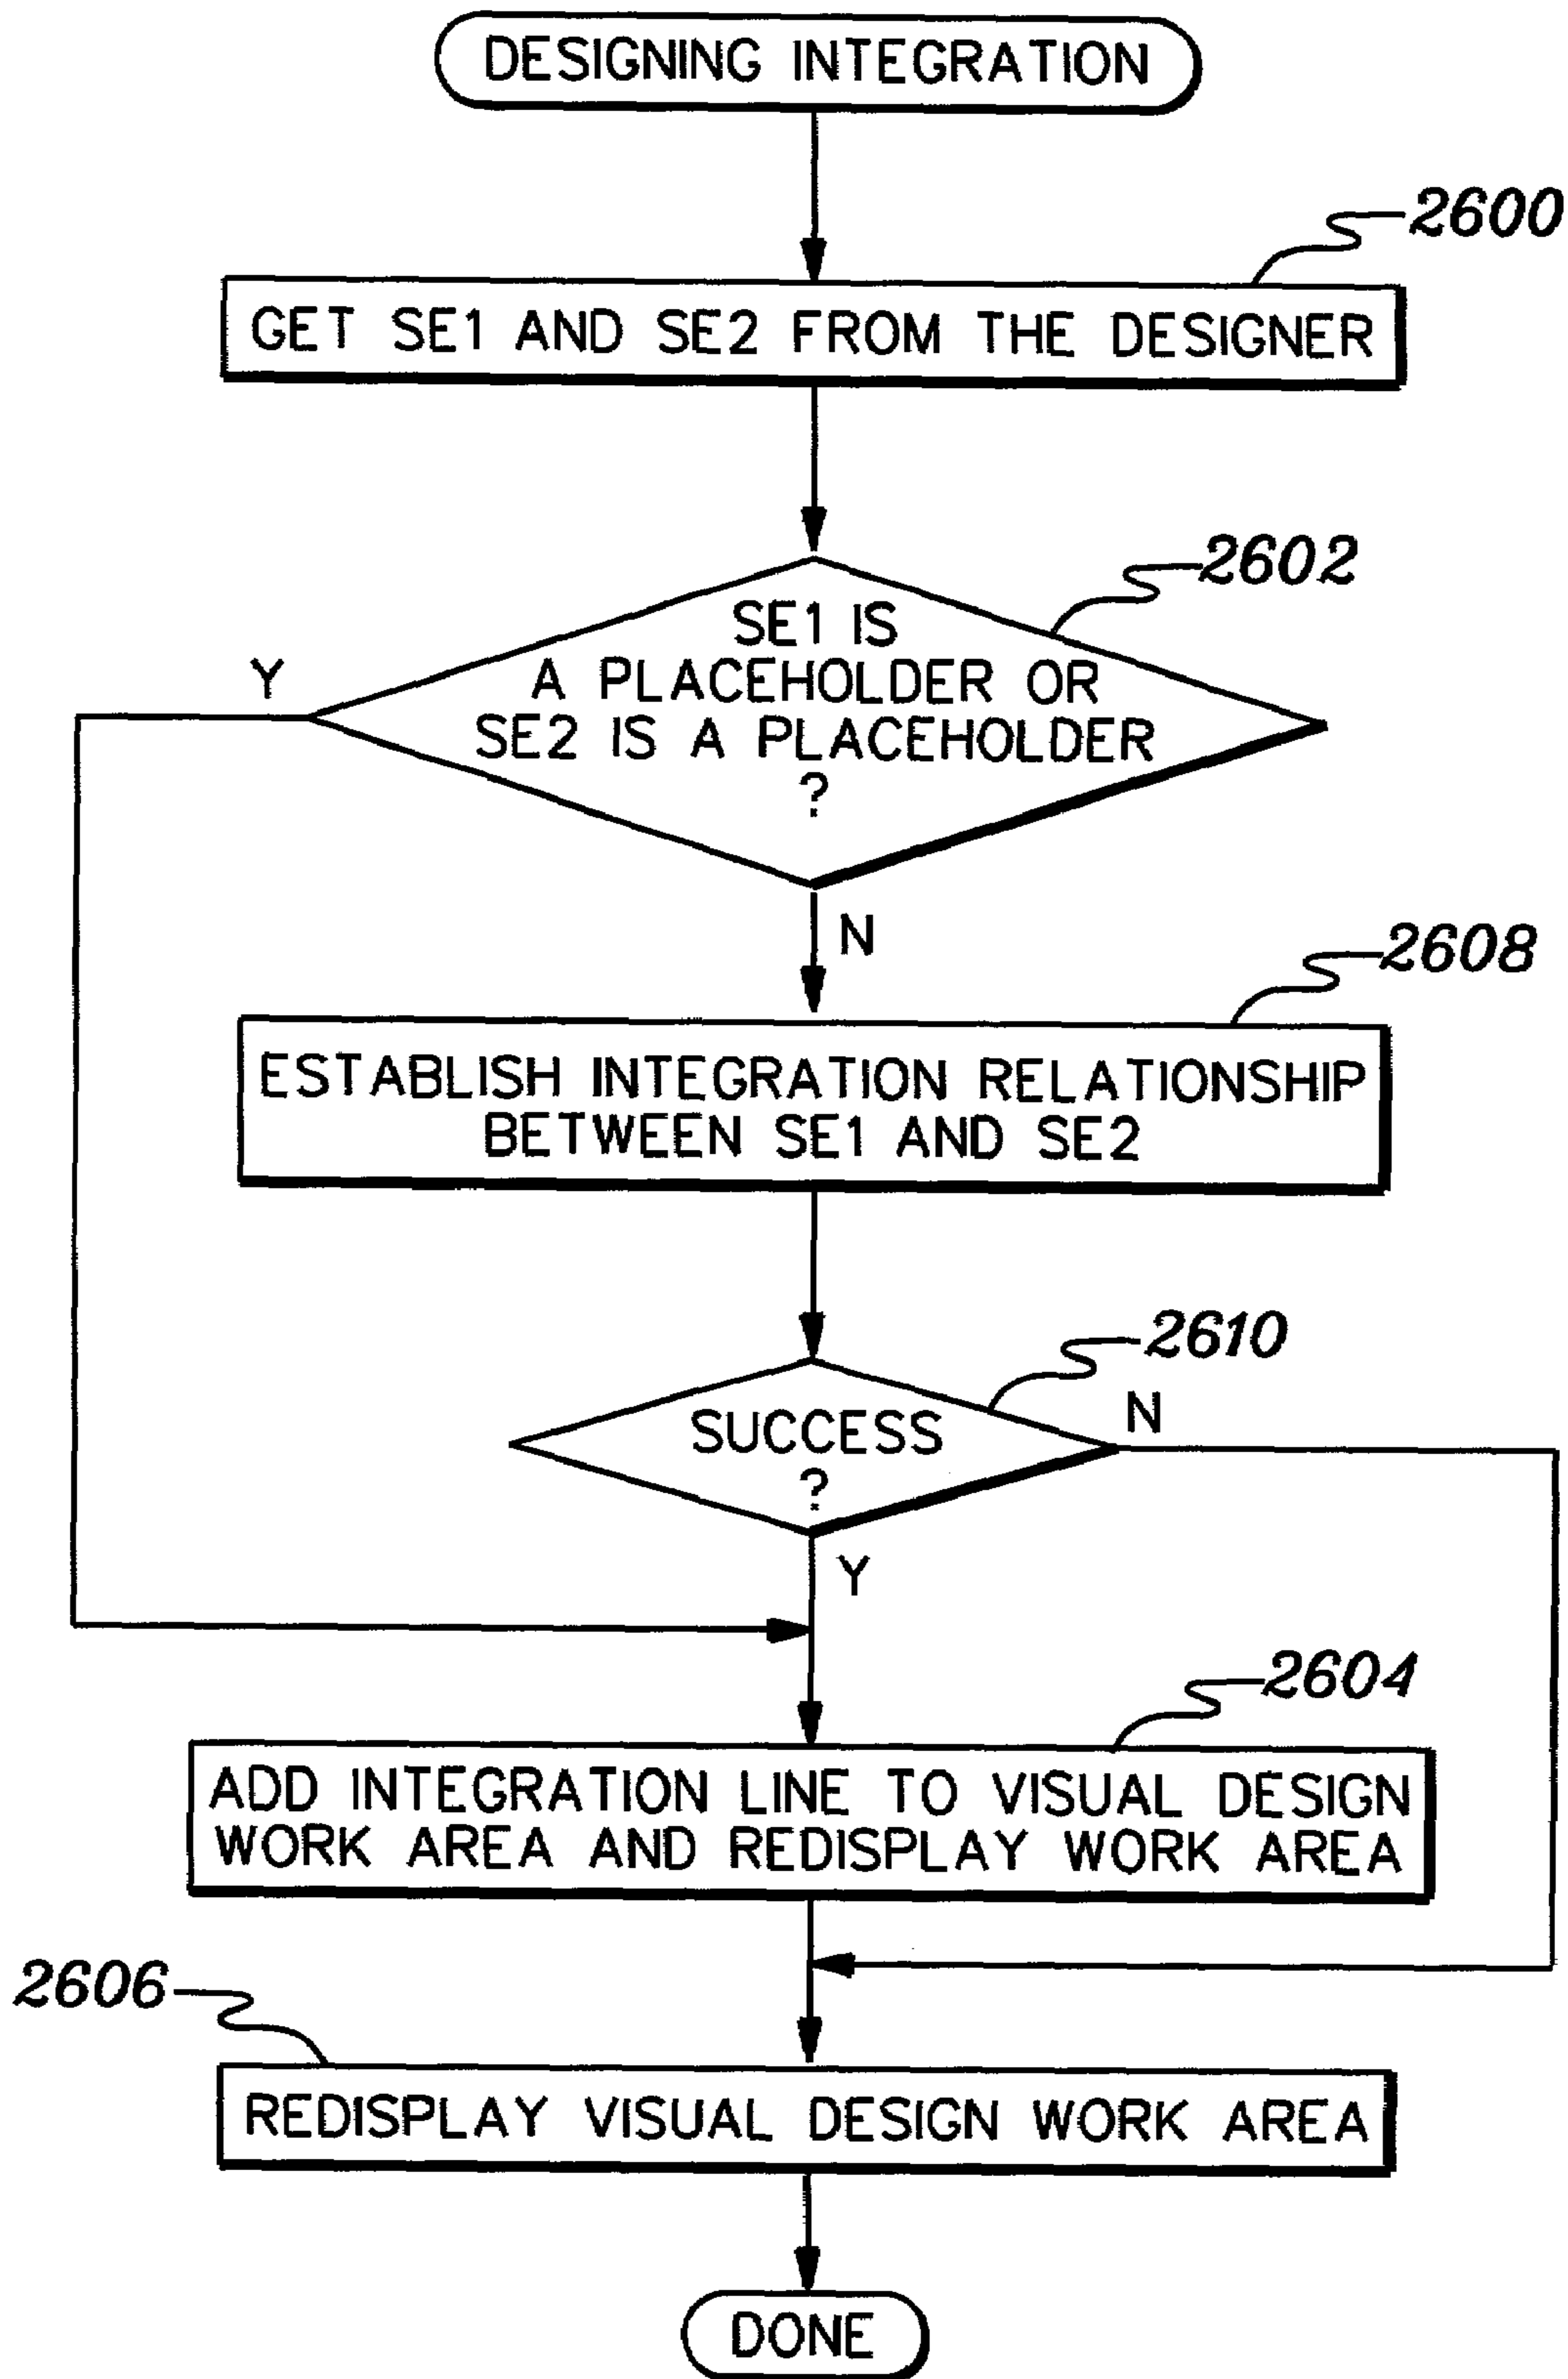 DESIGNING INTEGRATION
2600
GET SE1 AND SE2 FROM THE DESIGNER
2602
SE1 IS
A PLACEHOLDER OR
SE2 IS A PLACEHOLDER
?
Y
N
2608
ESTABLISH INTEGRATION RELATIONSHIP
BETWEEN SE1 AND SE2
2610
SUCCESS
?
N
Y
2604
ADD INTEGRATION LINE TO VISUAL DESIGN
WORK AREA AND REDISPLAY WORK AREA
2606
REDISPLAY VISUAL DESIGN WORK AREA
DONE